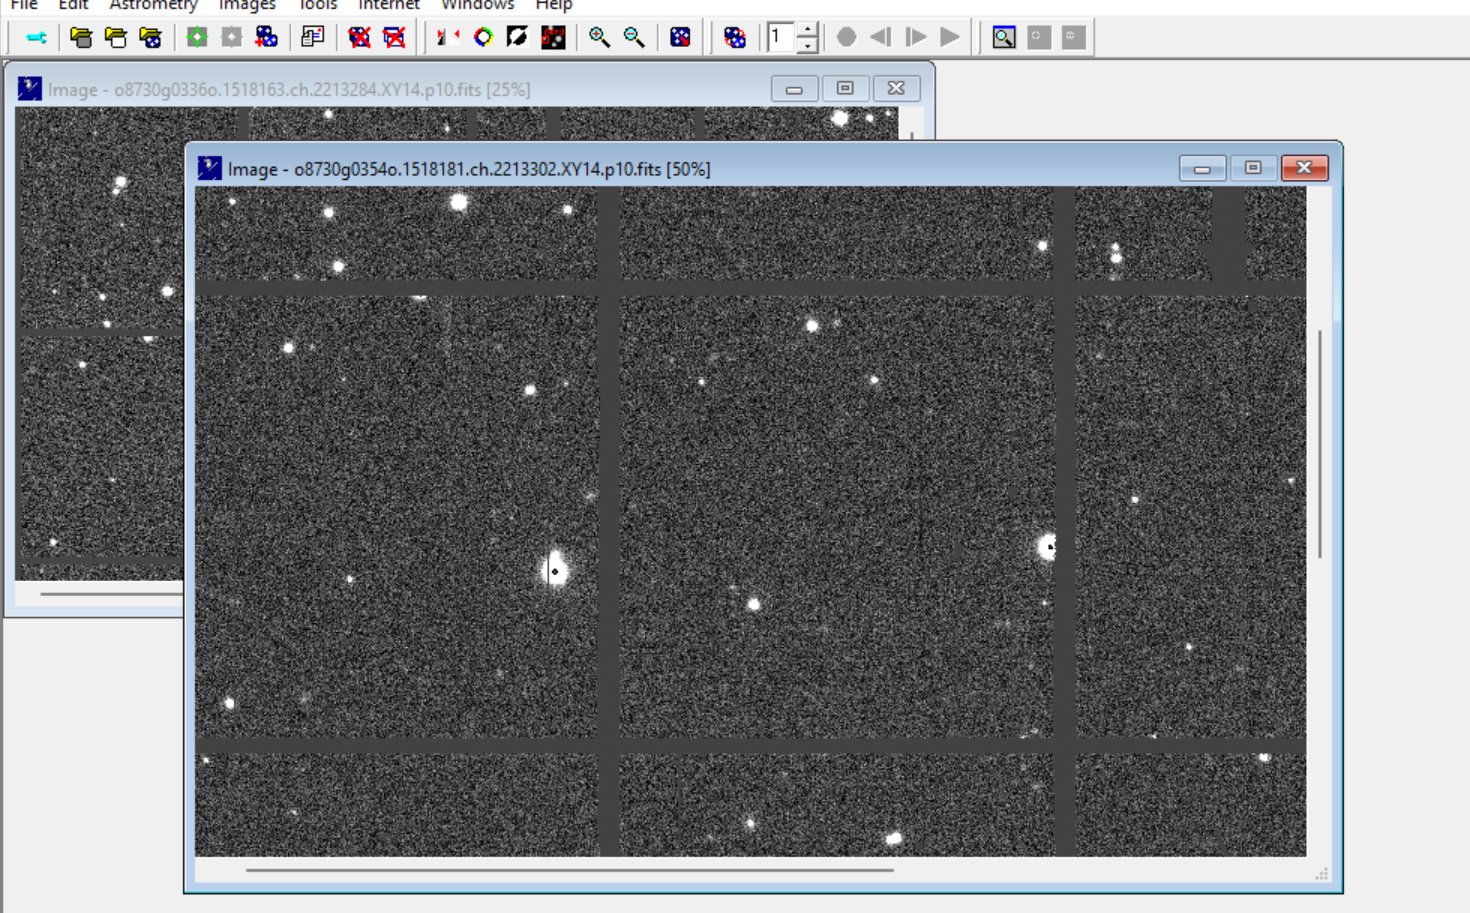 File Edit Astrometry Images Tools Internet Windows Help
1
Image - o8730g0336o.1518163.ch.2213284.XY14.p10.fits [25%]
Image - o8730g0354o.1518181.ch.2213302.XY14.p10.fits [50%]